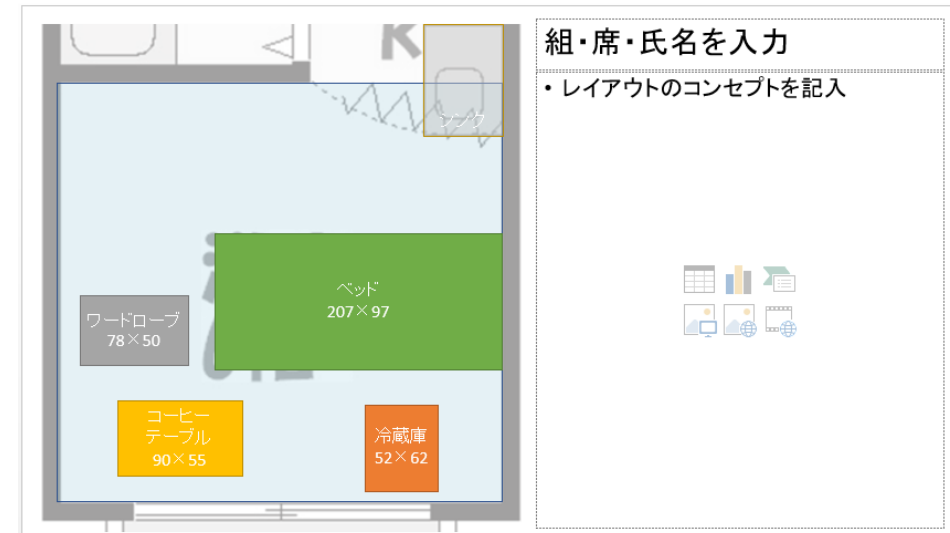 K
シンク
ベッド
207×97
ワードローブ
78×50
コーヒー
テーブル
90×55
冷蔵庫
52×62
組・席・氏名を入力
• レイアウトのコンセプトを記入